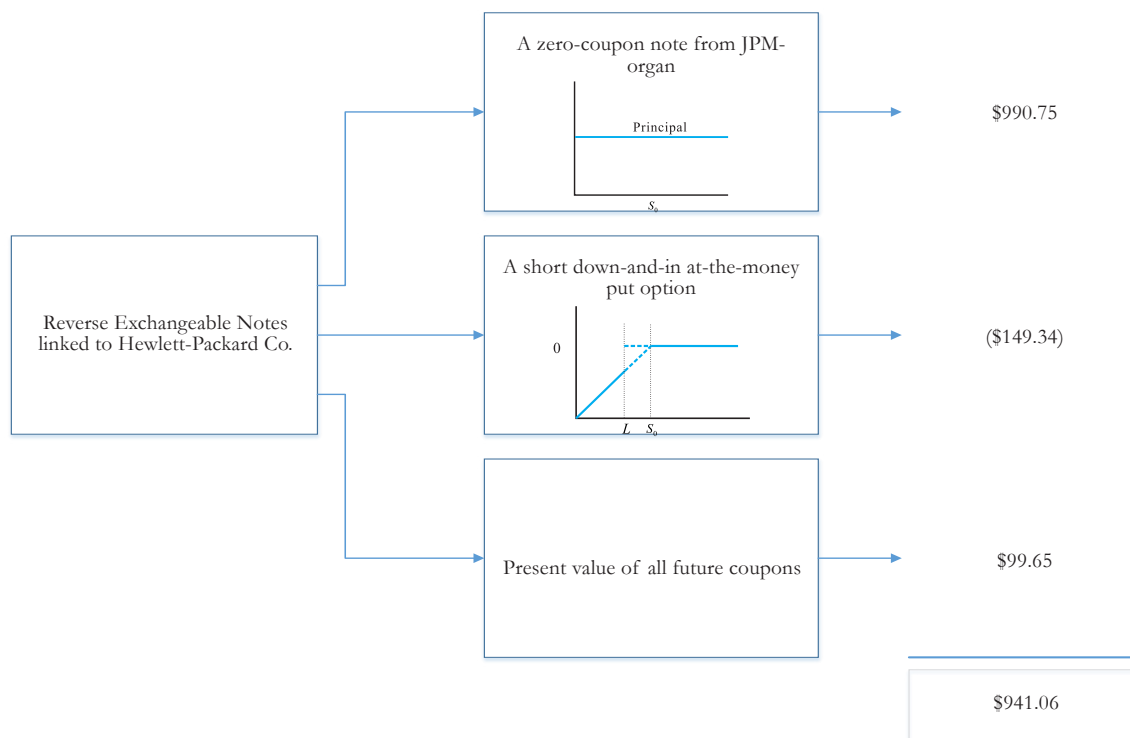 A zero-coupon note from JPM-
organ
Principal
S₀
$990.75
Reverse Exchangeable Notes
linked to Hewlett-Packard Co.
A short down-and-in at-the-money
put option
0
L S₀
($149.34)
Present value of all future coupons
$99.65
$941.06